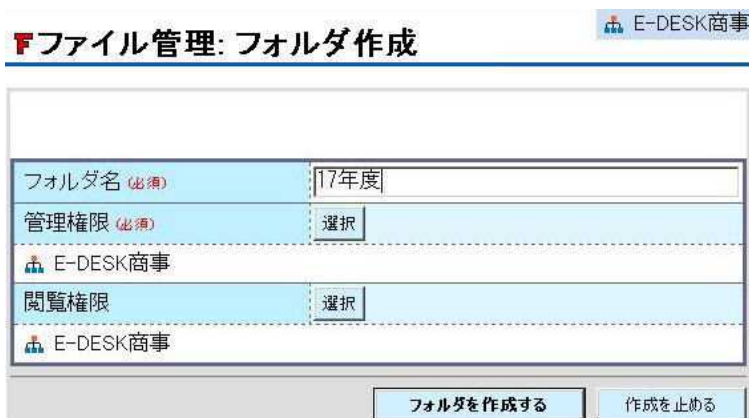 E-DESK商事
Fファイル管理: フォルダ作成
フォルダ名 (必須) 17年度
管理権限 (必須) 選択
E-DESK商事
閲覧権限 選択
E-DESK商事
フォルダを作成する 作成を止める